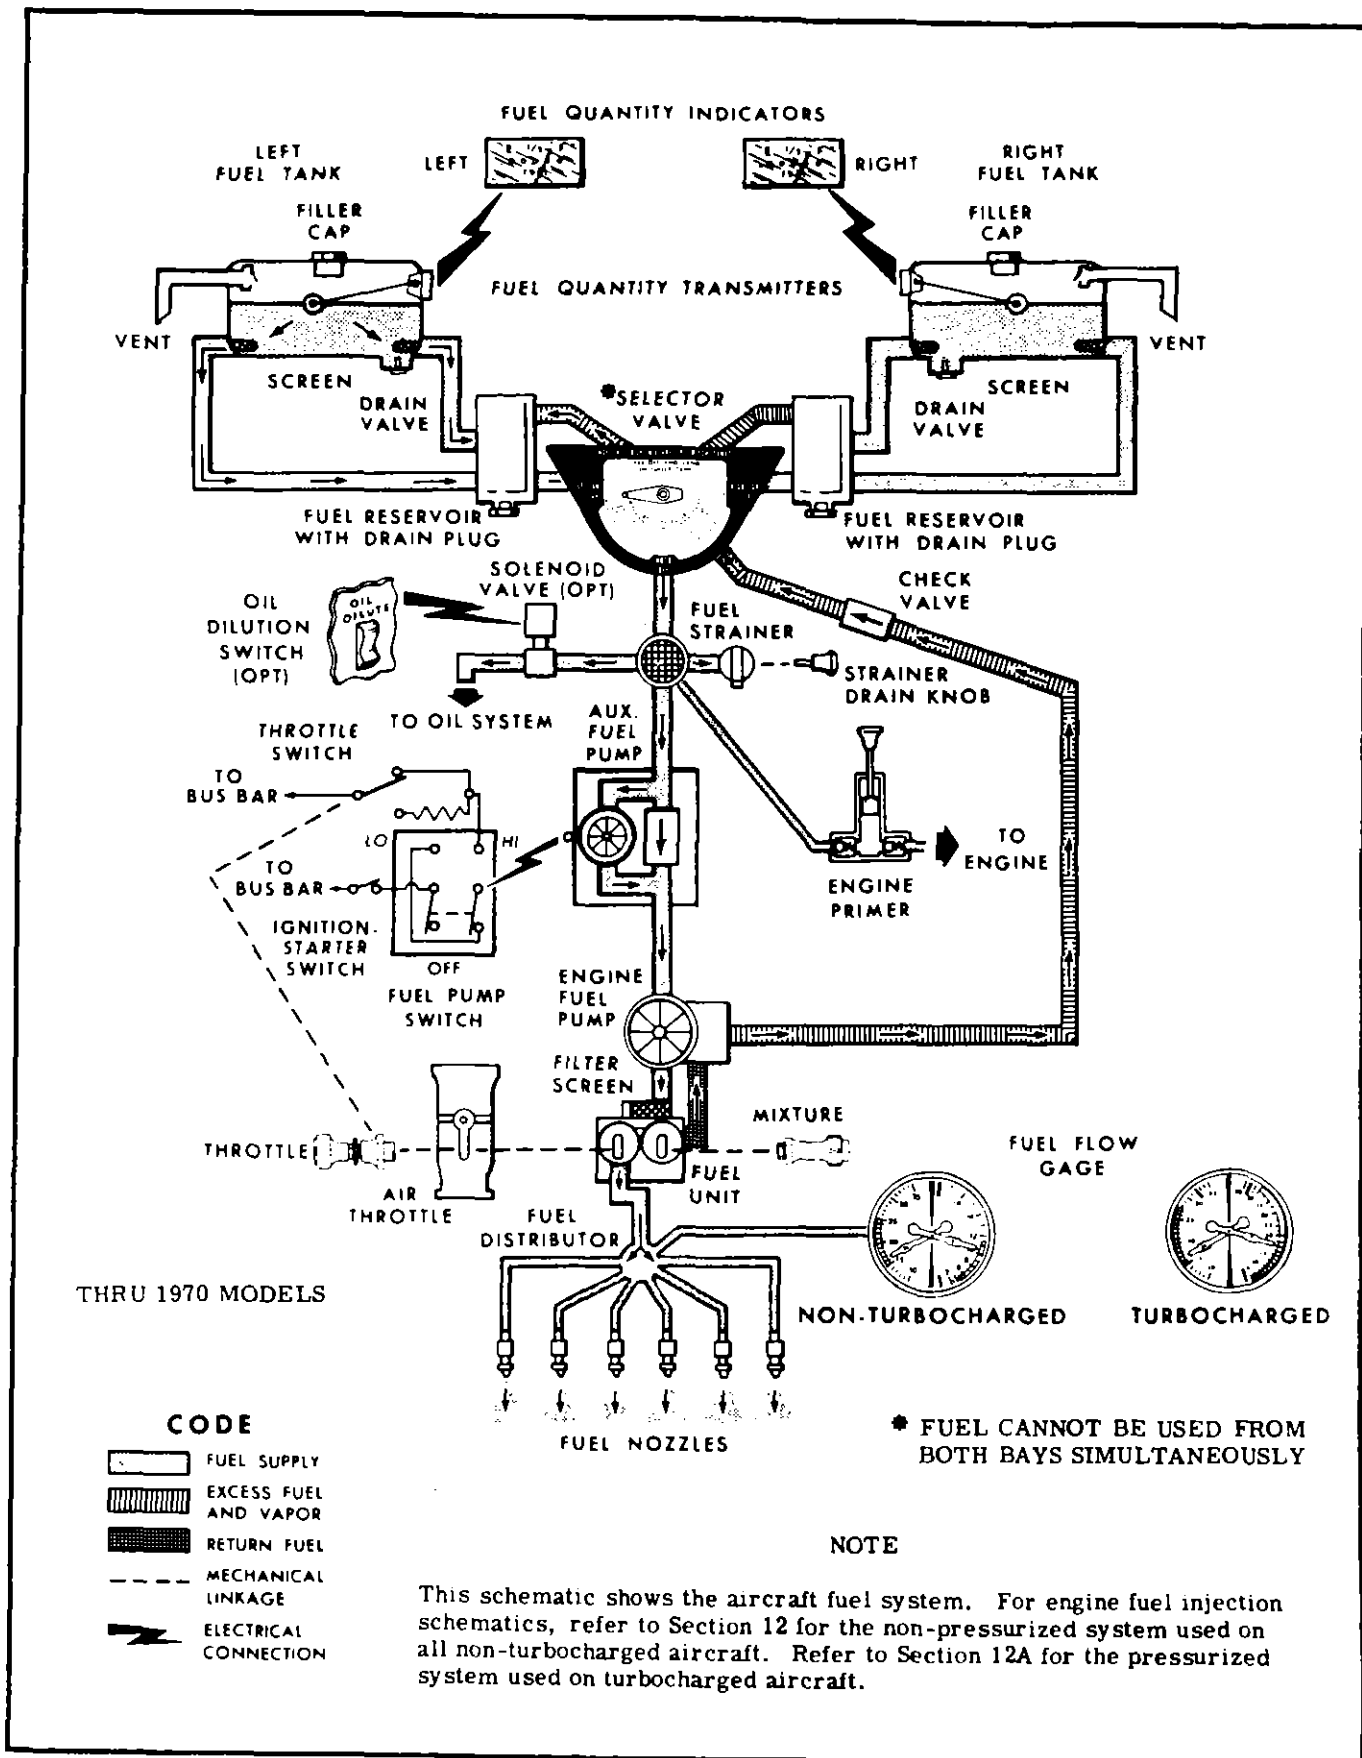 FUEL QUANTITY INDICATORS
LEFT
FUEL TANK
LEFT
RIGHT
RIGHT
FUEL TANK
FILLER
CAP
FILLER
CAP
FUEL QUANTITY TRANSMITTERS
VENT
VENT
SCREEN
SCREEN
DRAIN
VALVE
*SELECTOR
VALVE
DRAIN
VALVE
FUEL RESERVOIR
WITH DRAIN PLUG
FUEL RESERVOIR
WITH DRAIN PLUG
SOLENOID
VALVE (OPT)
CHECK
VALVE
OIL
DILUTION
SWITCH
(OPT)
OIL
DILUTE
FUEL
STRAINER
STRAINER
DRAIN KNOB
TO OIL SYSTEM
THROTTLE
SWITCH
AUX.
FUEL
PUMP
TO
BUS BAR
LO
HI
TO
BUS BAR
TO
ENGINE
ENGINE
PRIMER
IGNITION-
STARTER
SWITCH
OFF
FUEL PUMP
SWITCH
ENGINE
FUEL
PUMP
FILTER
SCREEN
MIXTURE
THROTTLE
FUEL FLOW
GAGE
AIR
THROTTLE
FUEL
UNIT
FUEL
DISTRIBUTOR
THRU 1970 MODELS
NON-TURBOCHARGED
TURBOCHARGED
FUEL NOZZLES
CODE
FUEL SUPPLY
EXCESS FUEL
AND VAPOR
RETURN FUEL
MECHANICAL
LINKAGE
ELECTRICAL
CONNECTION
* FUEL CANNOT BE USED FROM
BOTH BAYS SIMULTANEOUSLY
NOTE
This schematic shows the aircraft fuel system. For engine fuel injection
schematics, refer to Section 12 for the non-pressurized system used on
all non-turbocharged aircraft. Refer to Section 12A for the pressurized
system used on turbocharged aircraft.